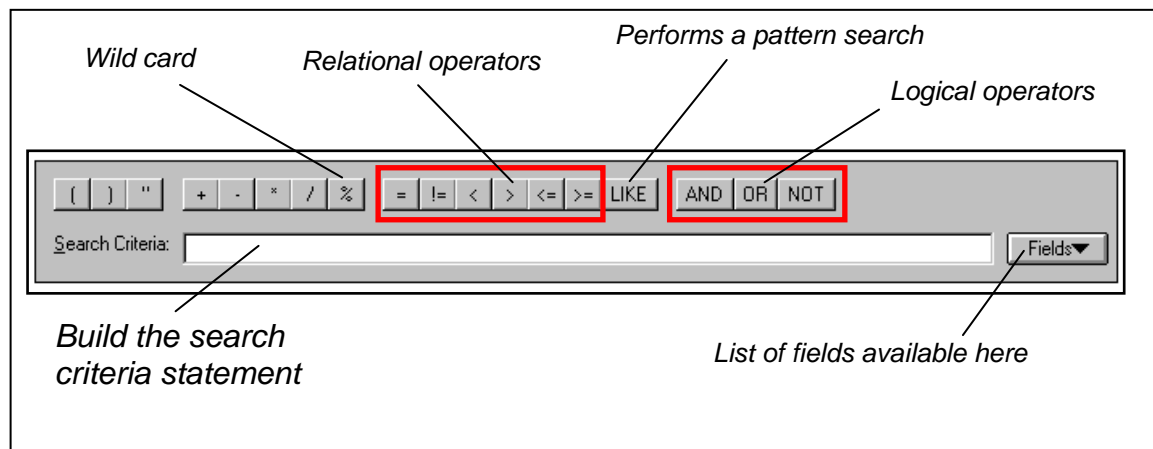 Performs a pattern search
Wild card
Relational operators
Logical operators
( ) " + - * / % = != < > <= >= LIKE AND OR NOT
Search Criteria: Fields▼
Build the search
criteria statement
List of fields available here